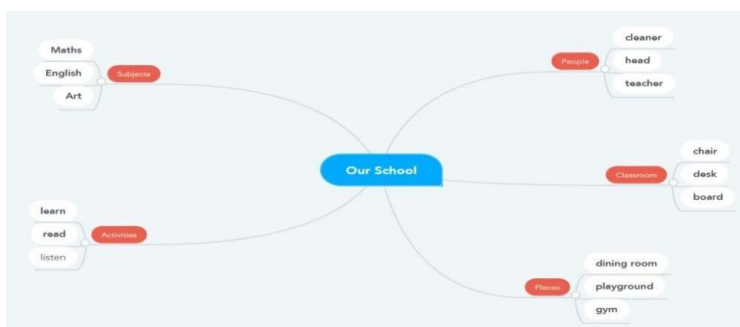 Our School
Subjects
Maths
English
Art
Activities
learn
read
listen
People
cleaner
head
teacher
Classroom
chair
desk
board
Places
dining room
playground
gym